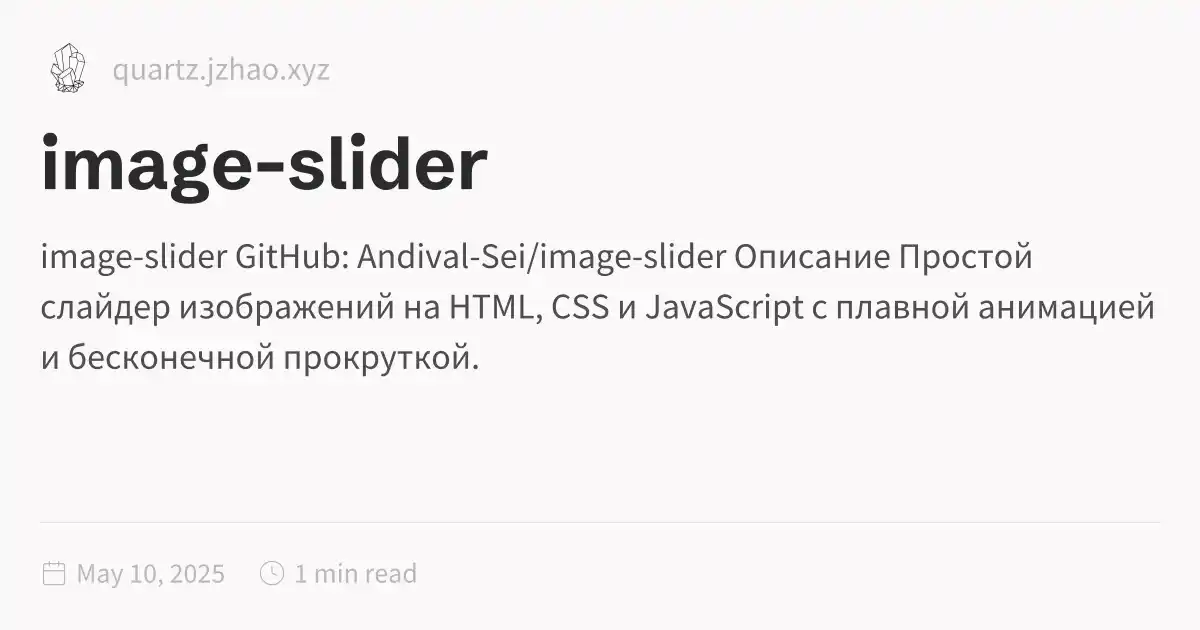 quartz.jzhao.xyz
image-slider
image-slider GitHub: Andival-Sei/image-slider Описание Простой
слайдер изображений на HTML, CSS и JavaScript с плавной анимацией
и бесконечной прокруткой.
May 10, 2025 1 min read